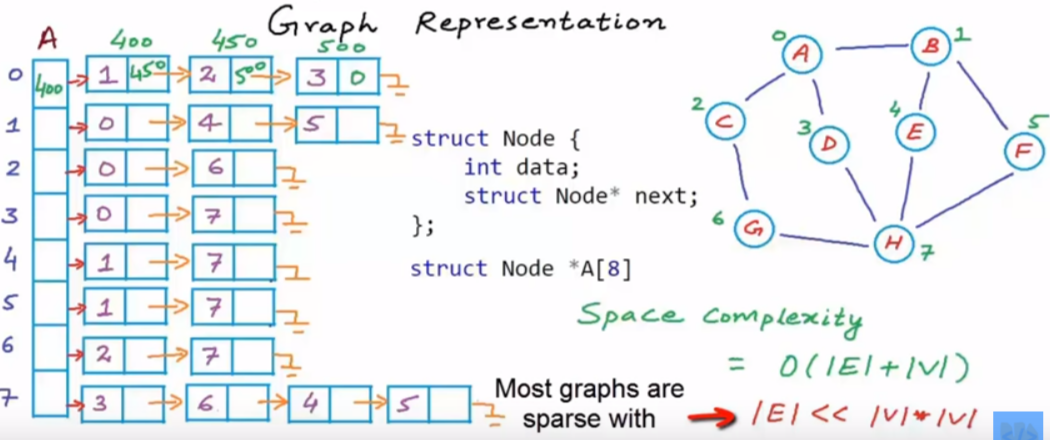 Graph Representation
A 400 450 500
0 400 1 450 2 500 3 0
1 0 4 5
2 0 6
3 0 7
4 1 7
5 1 7
6 2 7
7 3 6 4 5
struct Node {
int data;
struct Node* next;
};
struct Node *A[8]
0 A B 1
2 C 3 D 4 E F 5
6 G H 7
Space complexity
= O(|E|+|V|)
Most graphs are
sparse with
|E| << |V|*|V|